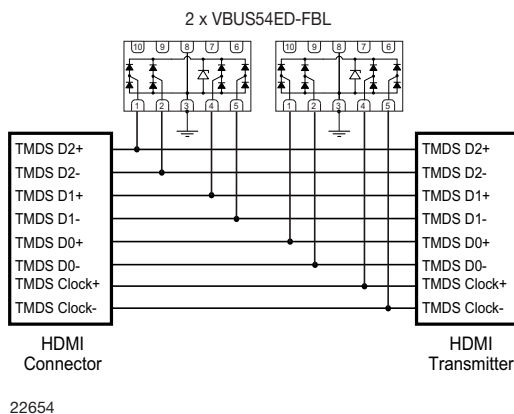 2 x VBUS54ED-FBL
10 9 8 7 6
10 9 8 7 6
1 2 3 4 5
1 2 3 4 5
TMDS D2+
TMDS D2-
TMDS D1+
TMDS D1-
TMDS D0+
TMDS D0-
TMDS Clock+
TMDS Clock-
TMDS D2+
TMDS D2-
TMDS D1+
TMDS D1-
TMDS D0+
TMDS D0-
TMDS Clock+
TMDS Clock-
HDMI
Connector
HDMI
Transmitter
22654